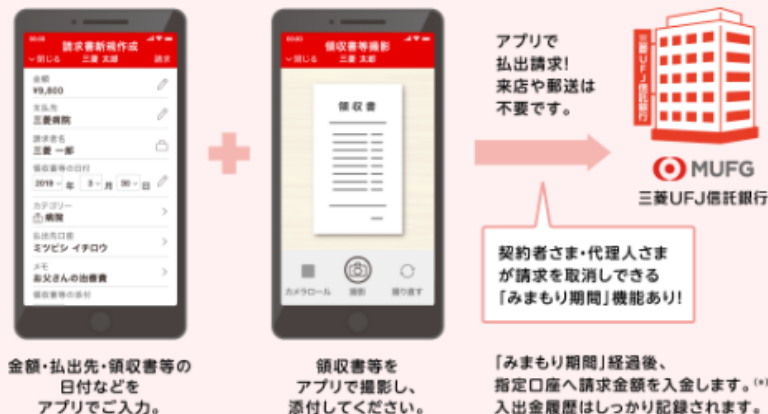 請求書新規作成
閉じる 三菱 太郎 請求
金額
¥9,800
支払先
三菱病院
請求者名
三菱 一郎
領収書等の日付
2019 年 3 月 30 日
カテゴリー
病院
払出先口座
ミツビシ イチロウ
メモ
お父さんの治療費
領収書等の添付
金額・払出先・領収書等の
日付などを
アプリでご入力。
領収書等撮影
閉じる 三菱 太郎
領収書
カメラロール 撮影 撮り直す
領収書等を
アプリで撮影し、
添付してください。
アプリで
払出請求!
来店や郵送は
不要です。
三菱UFJ信託銀行
MUFG
三菱UFJ信託銀行
契約者さま・代理人さま
が請求を取消しできる
「みまもり期間」機能あり!
「みまもり期間」経過後、
指定口座へ請求金額を入金します。(*)
入出金履歴はしっかり記録されます。